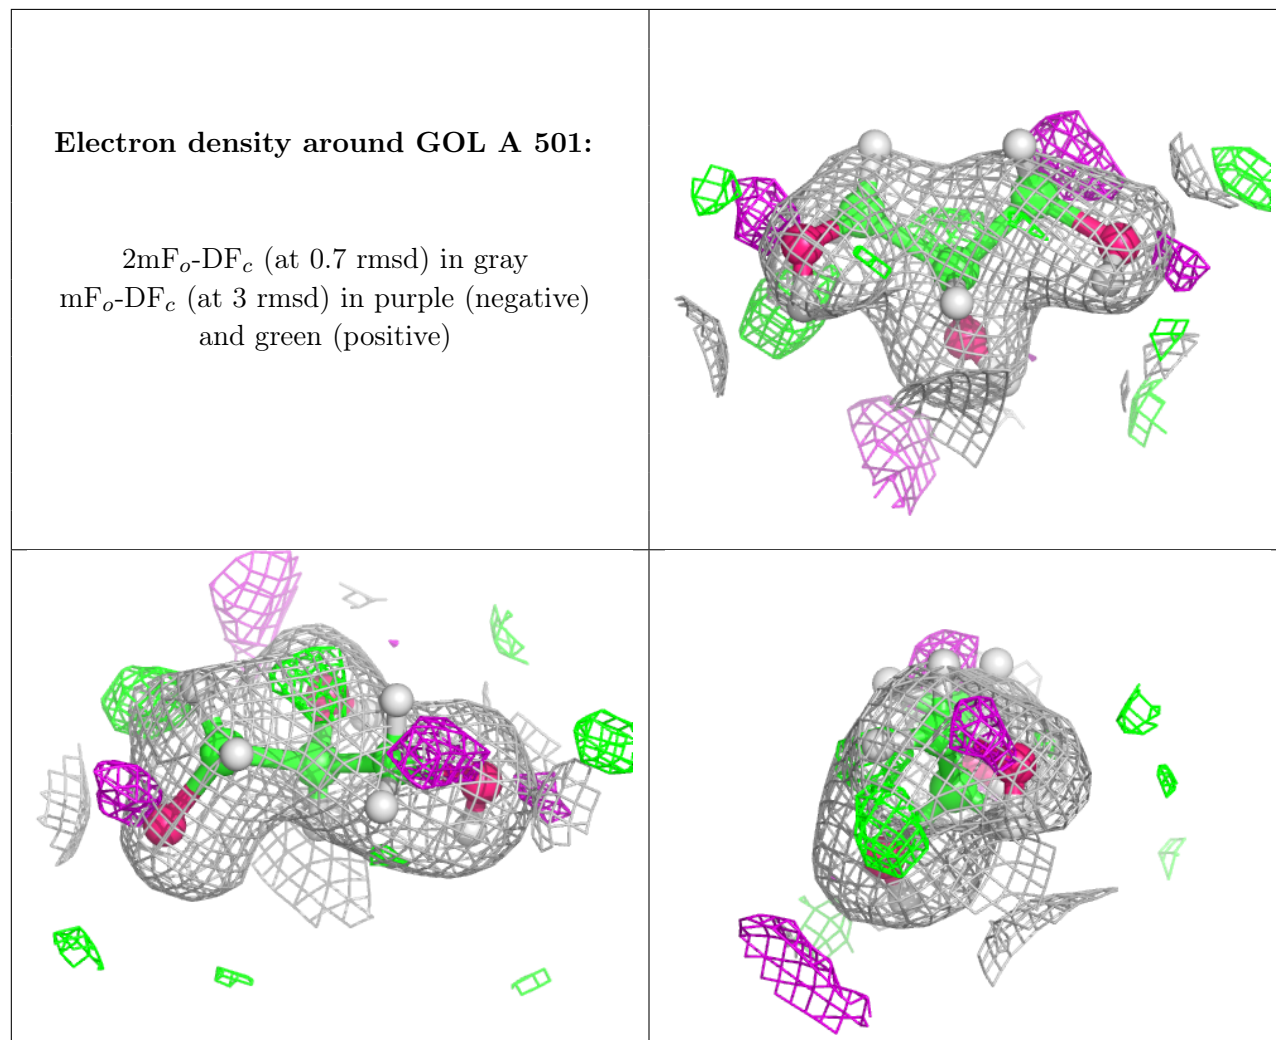 Electron density around GOL A 501:
2mFo-DFc (at 0.7 rmsd) in gray
mFo-DFc (at 3 rmsd) in purple (negative)
and green (positive)